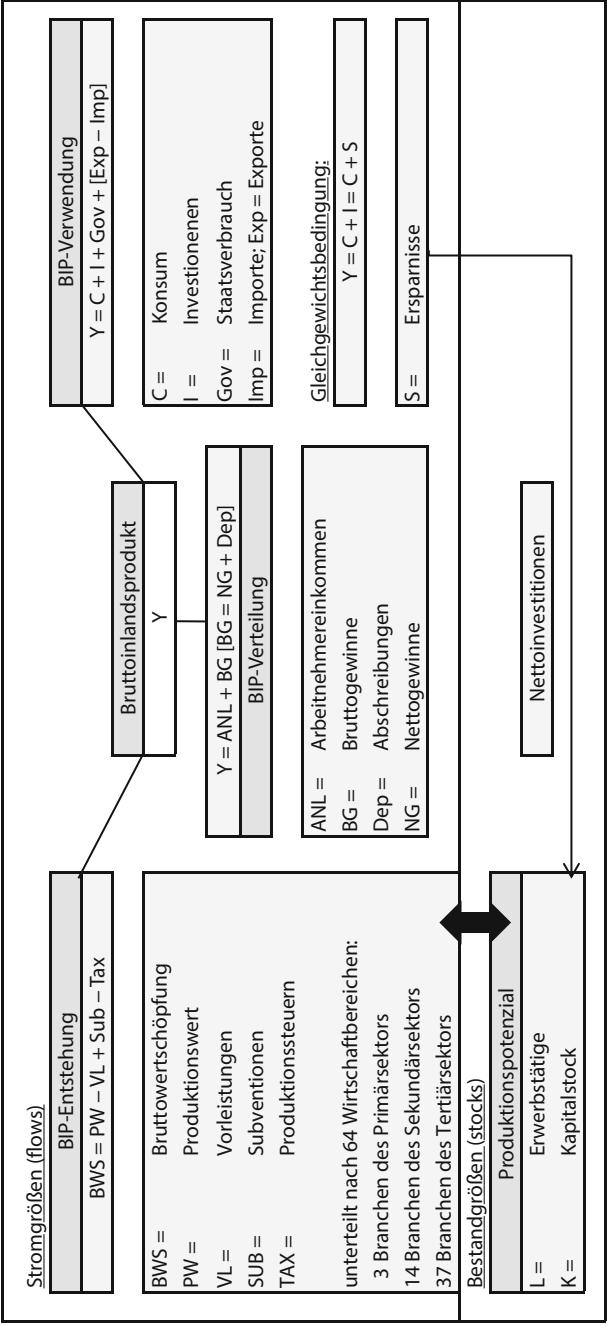 Stromgrößen (flows)
BIP-Entstehung
BWS = PW – VL + Sub – Tax
BWS = Bruttowertschöpfung
PW = Produktionswert
VL = Vorleistungen
SUB = Subventionen
TAX = Produktionssteuern
unterteilt nach 64 Wirtschaftbereichen:
3 Branchen des Primärsektors
14 Branchen des Sekundärsektors
37 Branchen des Tertiärsektors
Bruttoinlandsprodukt
Y
Y = ANL + BG [BG = NG + Dep]
BIP-Verteilung
ANL = Arbeitnehmereinkommen
BG = Bruttogewinne
Dep = Abschreibungen
NG = Nettogewinne
BIP-Verwendung
Y = C + I + Gov + [Exp – Imp]
C = Konsum
I = Investionenen
Gov = Staatsverbrauch
Imp = Importe; Exp = Exporte
Gleichgewichtsbedingung:
Y = C + I = C + S
S = Ersparnisse
Bestandgrößen (stocks)
Produktionspotenzial
L = Erwerbstätige
K = Kapitalstock
Nettoinvestitionen